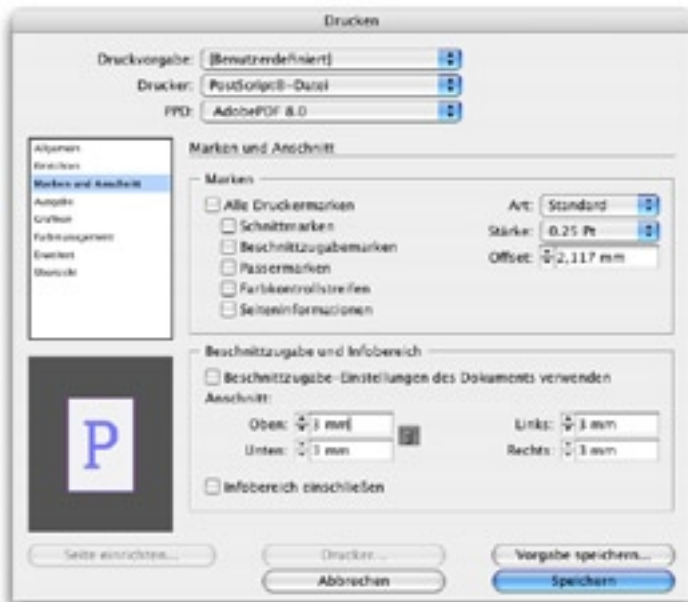 Drucken
Druckvorgabe: [Benutzerdefiniert]
Drucker: PostScript®-Datei
PPD: AdobePDF 8.0
Allgemein
Einrichten
Marken und Anschnitt
Ausgabe
Grafiken
Farbmanagement
Erweitert
Übersicht
Marken und Anschnitt
Marken
Alle Druckermarken
Schnittmarken
Beschnittzugabemarken
Passermarken
Farbkontrollstreifen
Seiteninformationen
Art: Standard
Stärke: 0.25 Pt
Offset: 2,117 mm
Beschnittzugabe und Infobereich
Beschnittzugabe-Einstellungen des Dokuments verwenden
Anschnitt:
Oben: 3 mm Links: 3 mm
Unten: 3 mm Rechts: 3 mm
Infobereich einschließen
P
Seite einrichten... Drucker... Vorgabe speichern...
Abbrechen Speichern